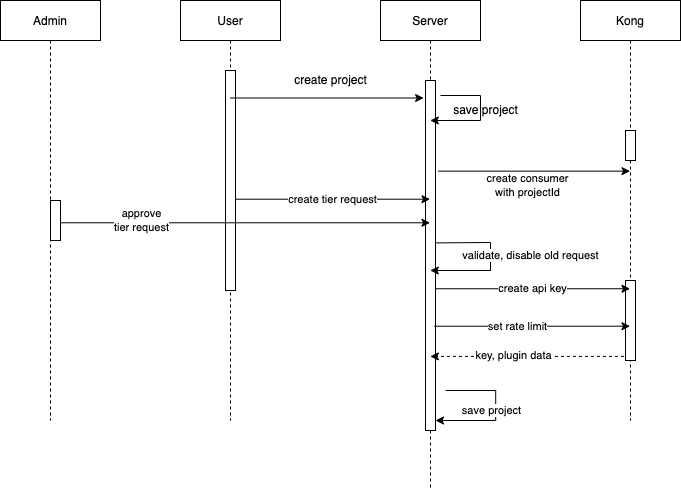 Admin
User
Server
Kong
create project
save project
create consumer
with projectId
create tier request
approve
tier request
validate, disable old request
create api key
set rate limit
key, plugin data
save project